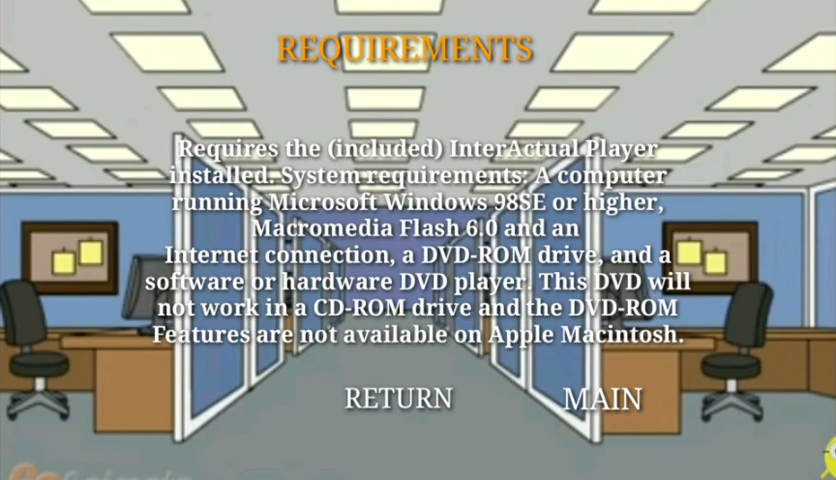 REQUIREMENTS
Requires the (included) InterActual Player
installed. System requirements: A computer
running Microsoft Windows 98SE or higher,
Macromedia Flash 6.0 and an
Internet connection, a DVD-ROM drive, and a
software or hardware DVD player. This DVD will
not work in a CD-ROM drive and the DVD-ROM
Features are not available on Apple Macintosh.
RETURN MAIN